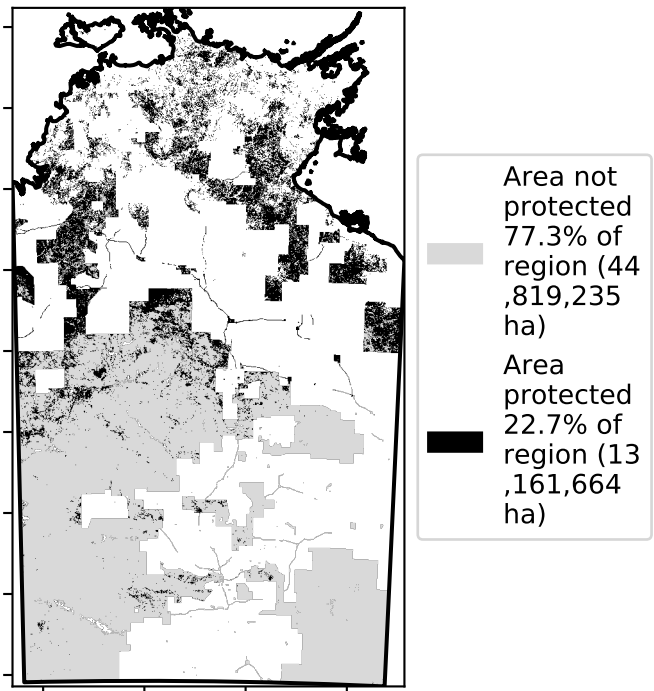 Area not
protected
77.3% of
region (44
,819,235
ha)
Area
protected
22.7% of
region (13
,161,664
ha)